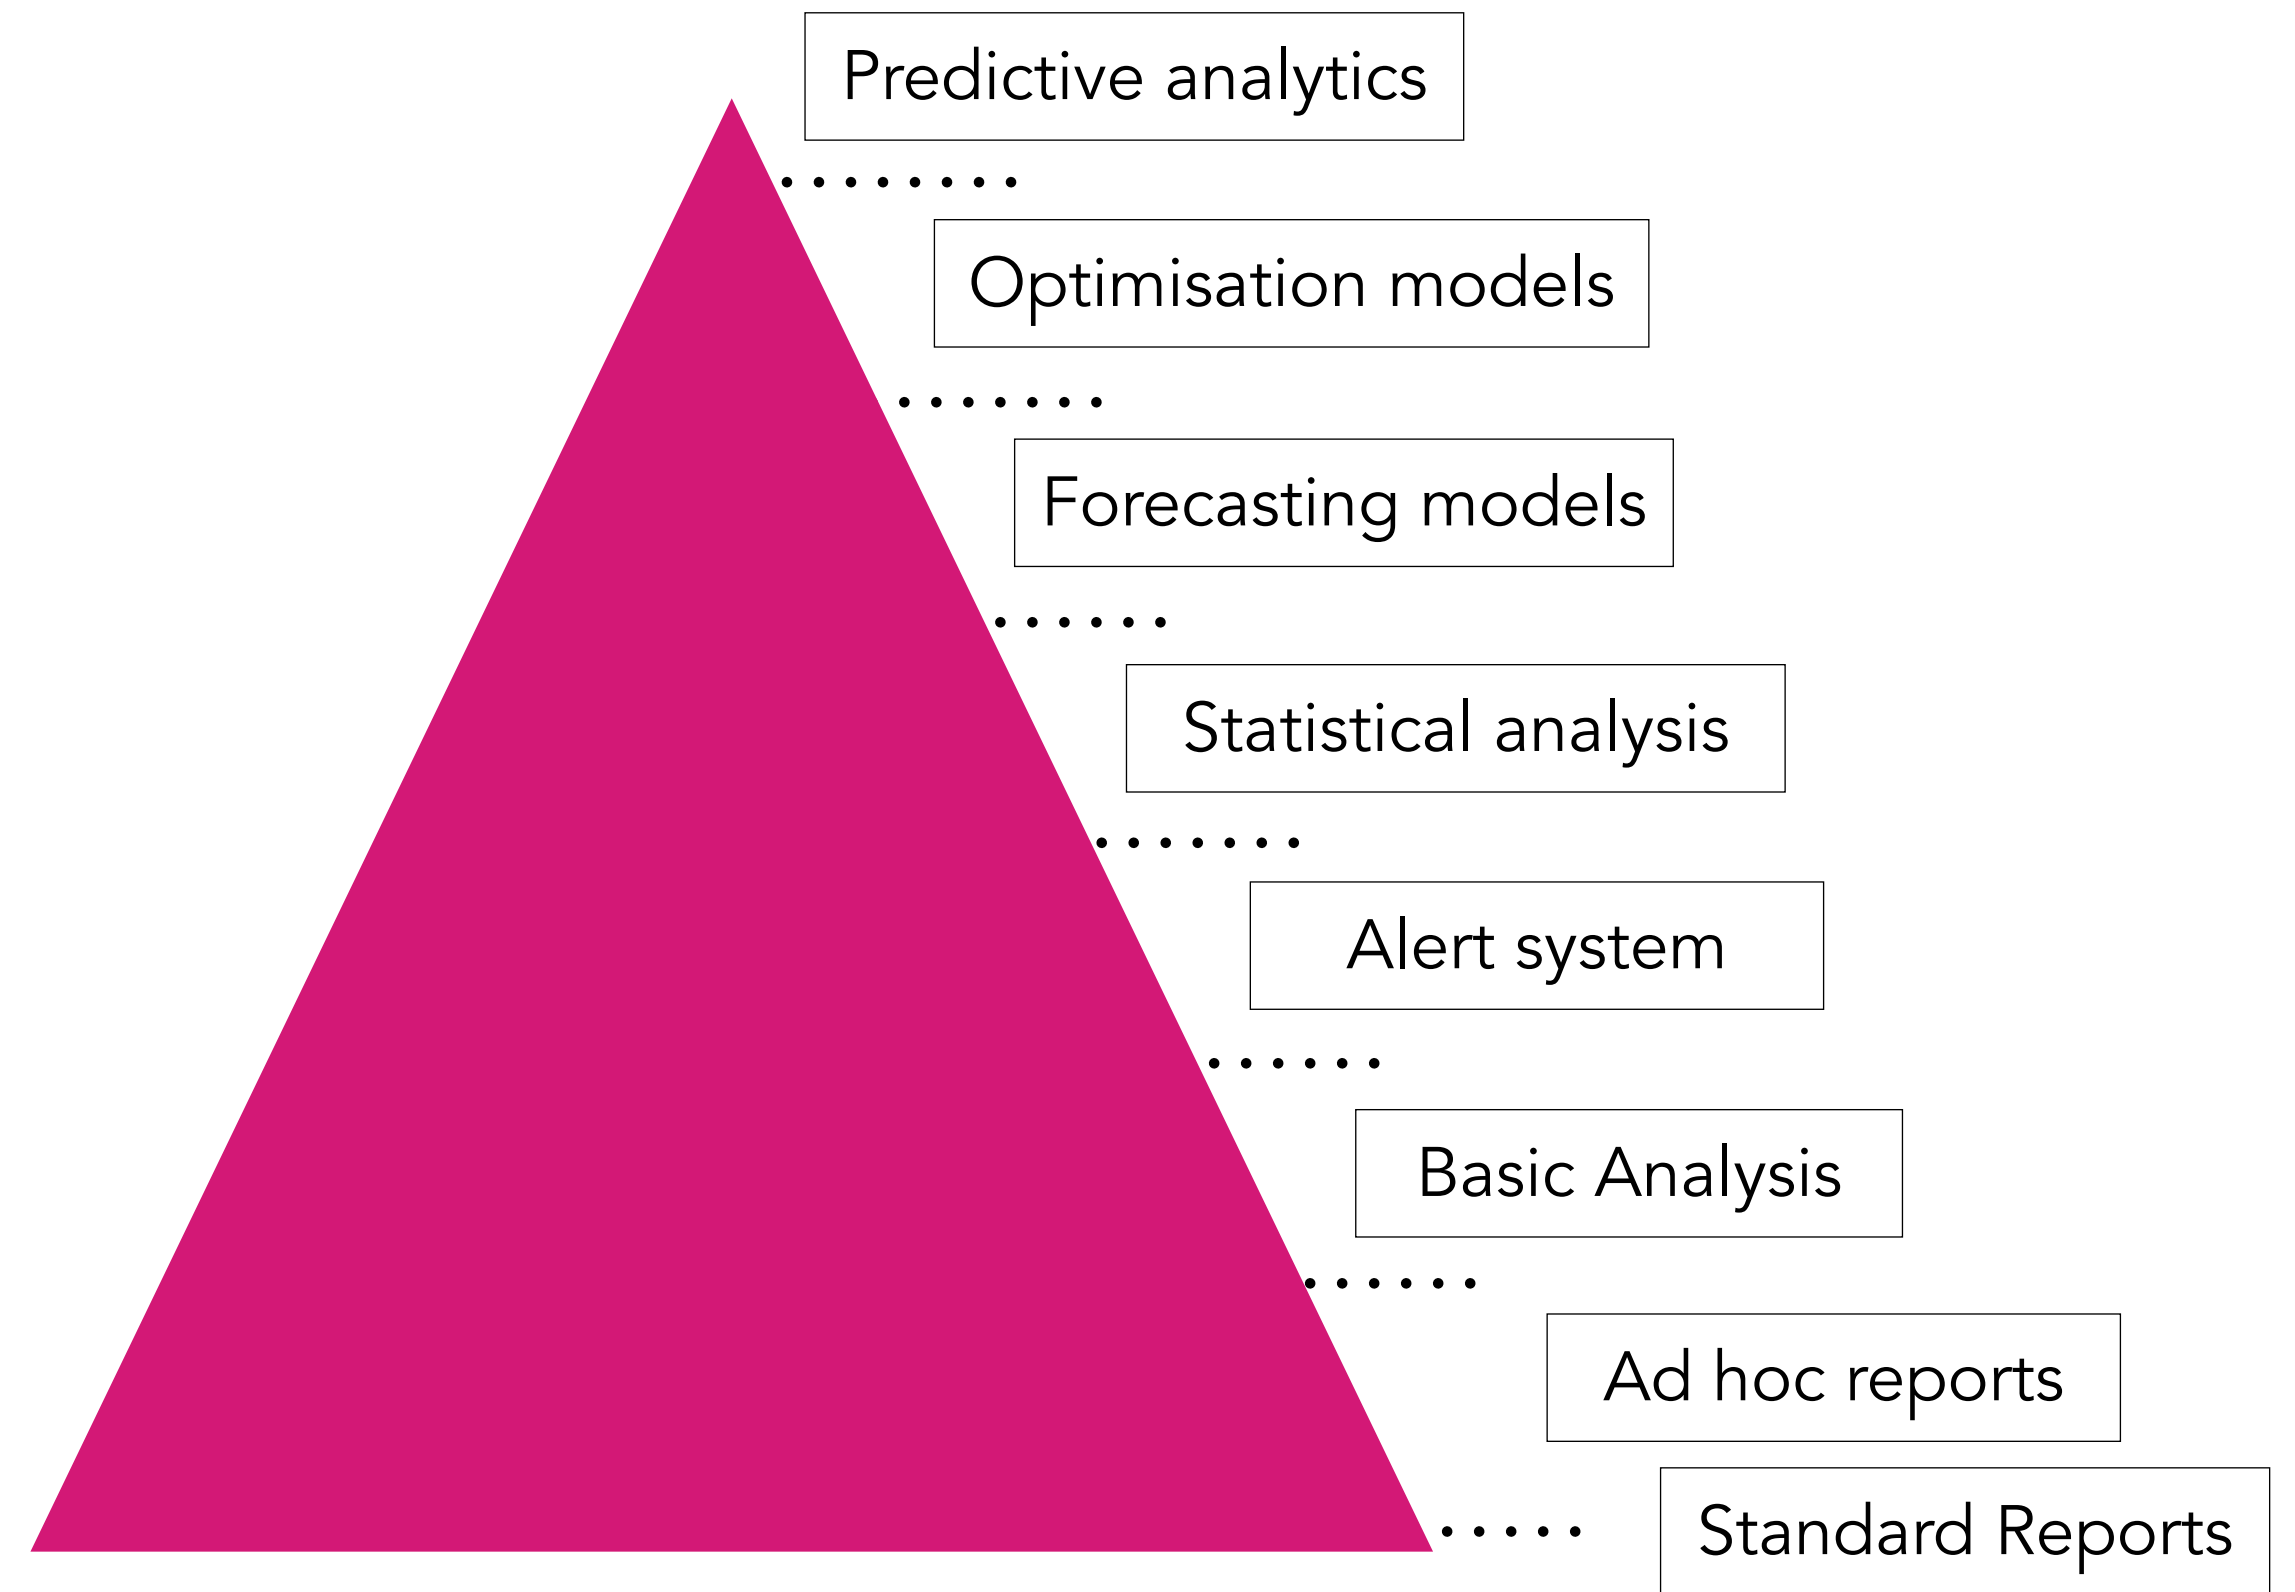 Predictive analytics
Optimisation models
Forecasting models
Statistical analysis
Alert system
Basic Analysis
Ad hoc reports
Standard Reports